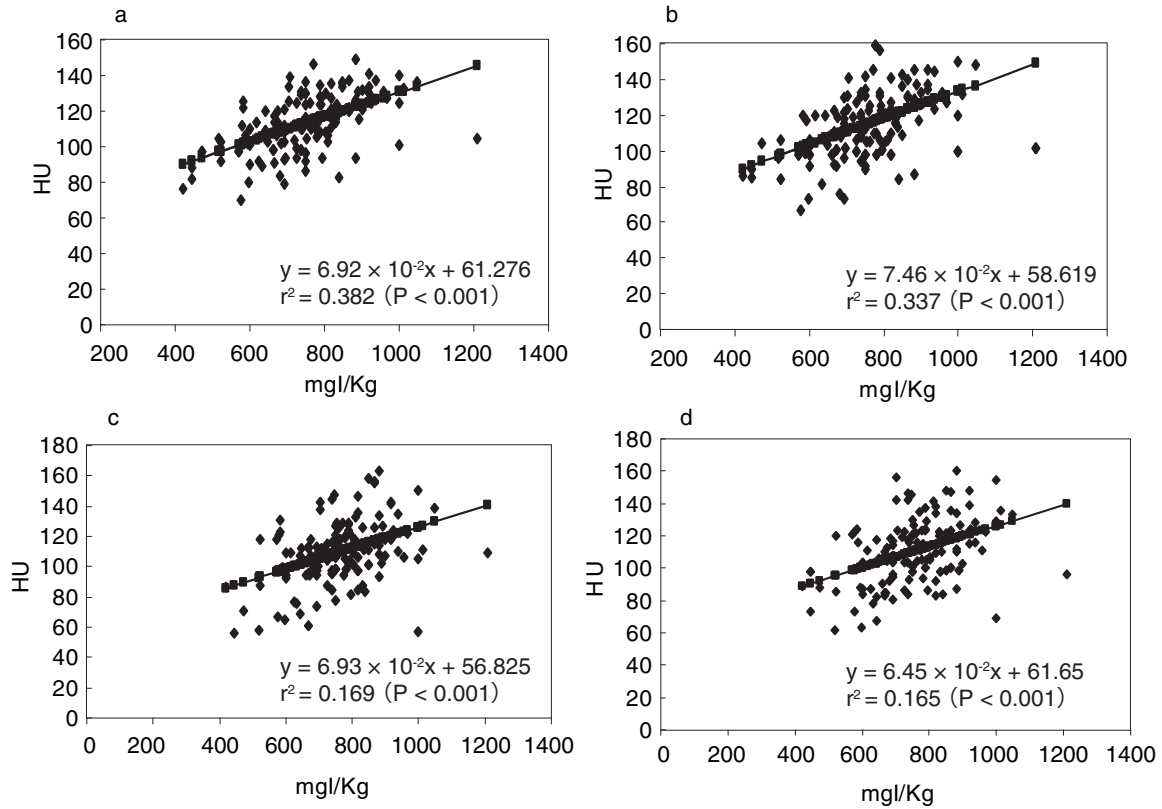 a
160
140
120
100
80
60
40
20
0
HU
y = 6.92 × 10⁻²x + 61.276
r² = 0.382 (P < 0.001)
200 400 600 800 1000 1200 1400
mgI/Kg
b
160
140
120
100
80
60
40
20
0
HU
y = 7.46 × 10⁻²x + 58.619
r² = 0.337 (P < 0.001)
200 400 600 800 1000 1200 1400
mgI/Kg
c
180
160
140
120
100
80
60
40
20
0
HU
y = 6.93 × 10⁻²x + 56.825
r² = 0.169 (P < 0.001)
0 200 400 600 800 1000 1200 1400
mgI/Kg
d
180
160
140
120
100
80
60
40
20
0
HU
y = 6.45 × 10⁻²x + 61.65
r² = 0.165 (P < 0.001)
0 200 400 600 800 1000 1200 1400
mgI/Kg